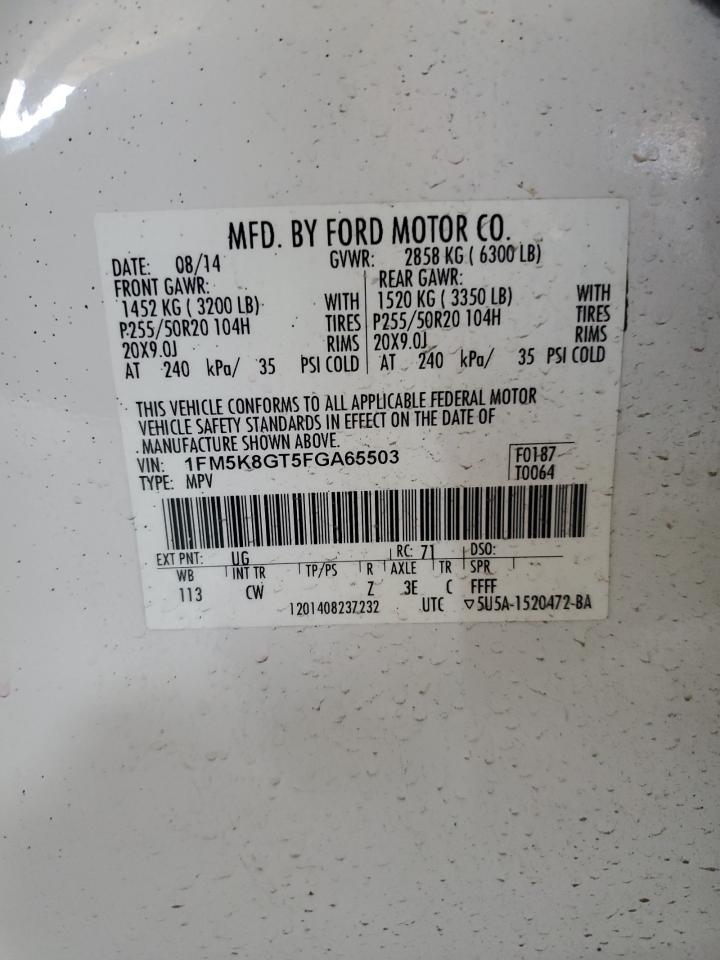 MFD. BY FORD MOTOR CO.
DATE: 08/14 GVWR: 2858 KG ( 6300 LB)
FRONT GAWR: REAR GAWR:
1452 KG ( 3200 LB) WITH 1520 KG ( 3350 LB) WITH
P255/50R20 104H TIRES P255/50R20 104H TIRES
20X9.0J RIMS 20X9.0J RIMS
AT 240 kPa/ 35 PSI COLD AT 240 kPa/ 35 PSI COLD
THIS VEHICLE CONFORMS TO ALL APPLICABLE FEDERAL MOTOR
VEHICLE SAFETY STANDARDS IN EFFECT ON THE DATE OF
MANUFACTURE SHOWN ABOVE.
VIN: 1FM5K8GT5FGA65503 F0187
TYPE: MPV T0064
EXT PNT: UG RC: 71 DSO:
WB INT TR TP/PS R AXLE TR SPR
113 CW Z 3E C FFFF
1201408237232 UTC ▽5U5A-1520472-BA